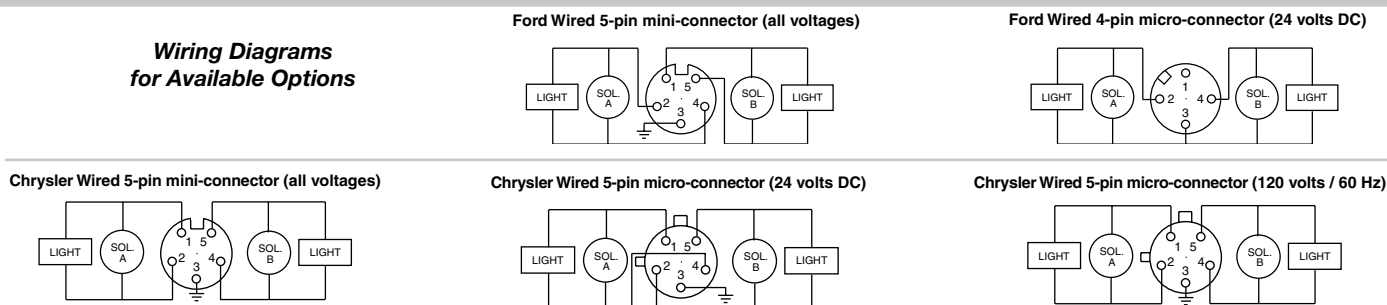 Wiring Diagrams
for Available Options
Ford Wired 5-pin mini-connector (all voltages)
LIGHT
SOL.
A
1 5
2 4
3
SOL.
B
LIGHT
Ford Wired 4-pin micro-connector (24 volts DC)
LIGHT
SOL.
A
1
2 4
3
SOL.
B
LIGHT
Chrysler Wired 5-pin mini-connector (all voltages)
LIGHT
SOL.
A
1 5
2 4
3
SOL.
B
LIGHT
Chrysler Wired 5-pin micro-connector (24 volts DC)
LIGHT
SOL.
A
1 5
2 4
3
SOL.
B
LIGHT
Chrysler Wired 5-pin micro-connector (120 volts / 60 Hz)
LIGHT
SOL.
A
1 5
2 4
3
SOL.
B
LIGHT